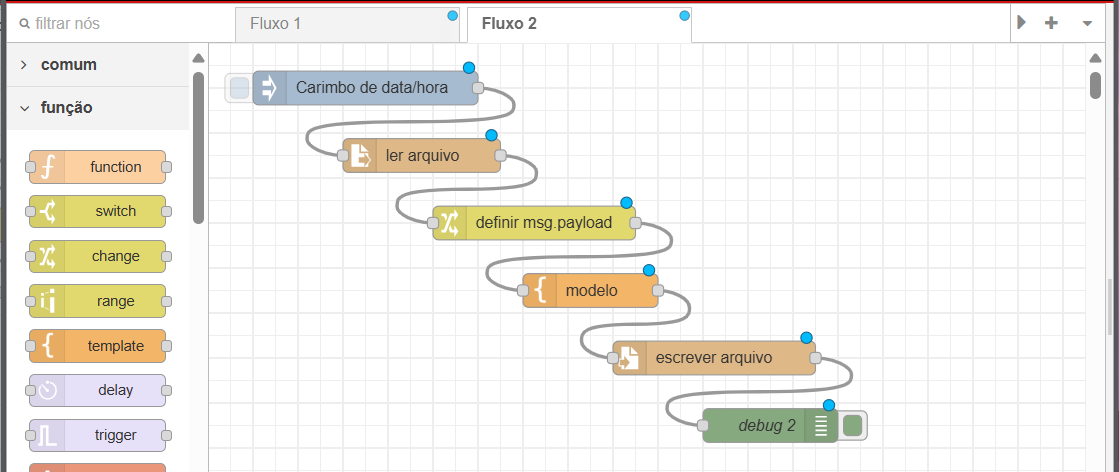 filtrar nós
Fluxo 1
Fluxo 2
comum
função
function
switch
change
range
template
delay
trigger
Carimbo de data/hora
ler arquivo
definir msg.payload
modelo
escrever arquivo
debug 2